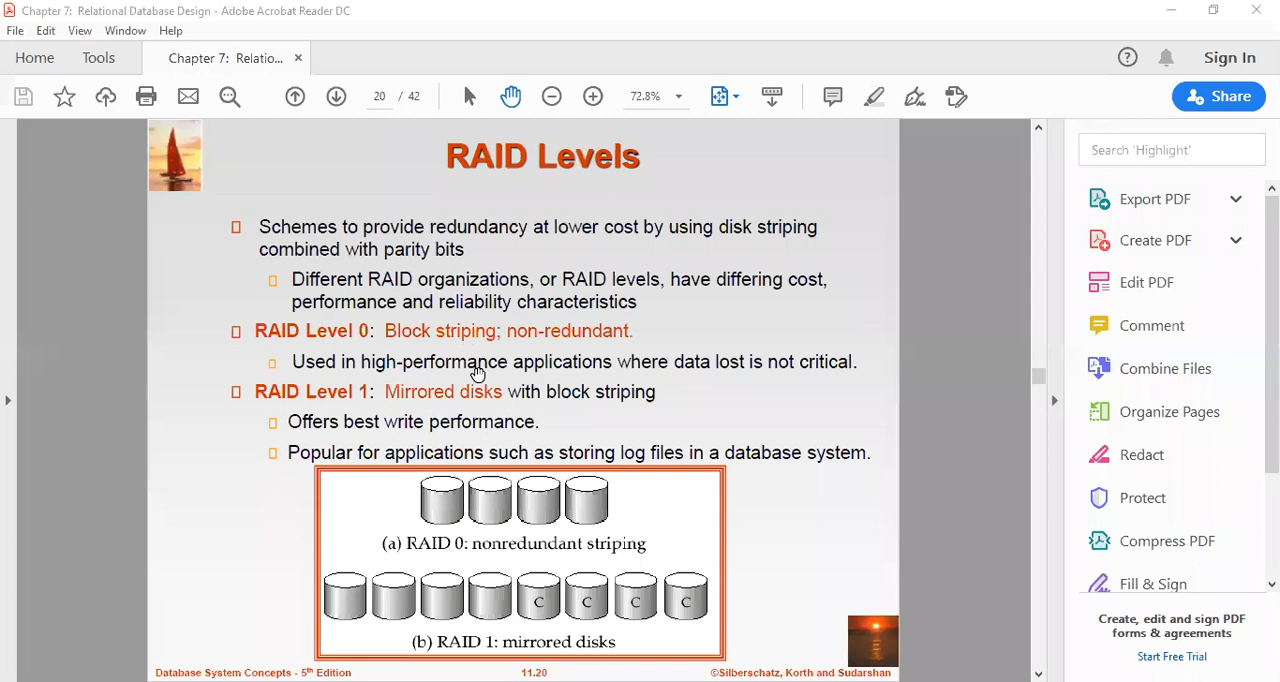 Chapter 7: Relational Database Design - Adobe Acrobat Reader DC
File Edit View Window Help
Home Tools Chapter 7: Relatio... × Sign In
20 / 42 72.8% Share
Search 'Highlight'
Export PDF
Create PDF
Edit PDF
Comment
Combine Files
Organize Pages
Redact
Protect
Compress PDF
Fill & Sign
Create, edit and sign PDF
forms & agreements
Start Free Trial
RAID Levels
Schemes to provide redundancy at lower cost by using disk striping
combined with parity bits
Different RAID organizations, or RAID levels, have differing cost,
performance and reliability characteristics
RAID Level 0: Block striping; non-redundant.
Used in high-performance applications where data lost is not critical.
RAID Level 1: Mirrored disks with block striping
Offers best write performance.
Popular for applications such as storing log files in a database system.
(a) RAID 0: nonredundant striping
C C C C
(b) RAID 1: mirrored disks
Database System Concepts - 5th Edition 11.20 ©Silberschatz, Korth and Sudarshan